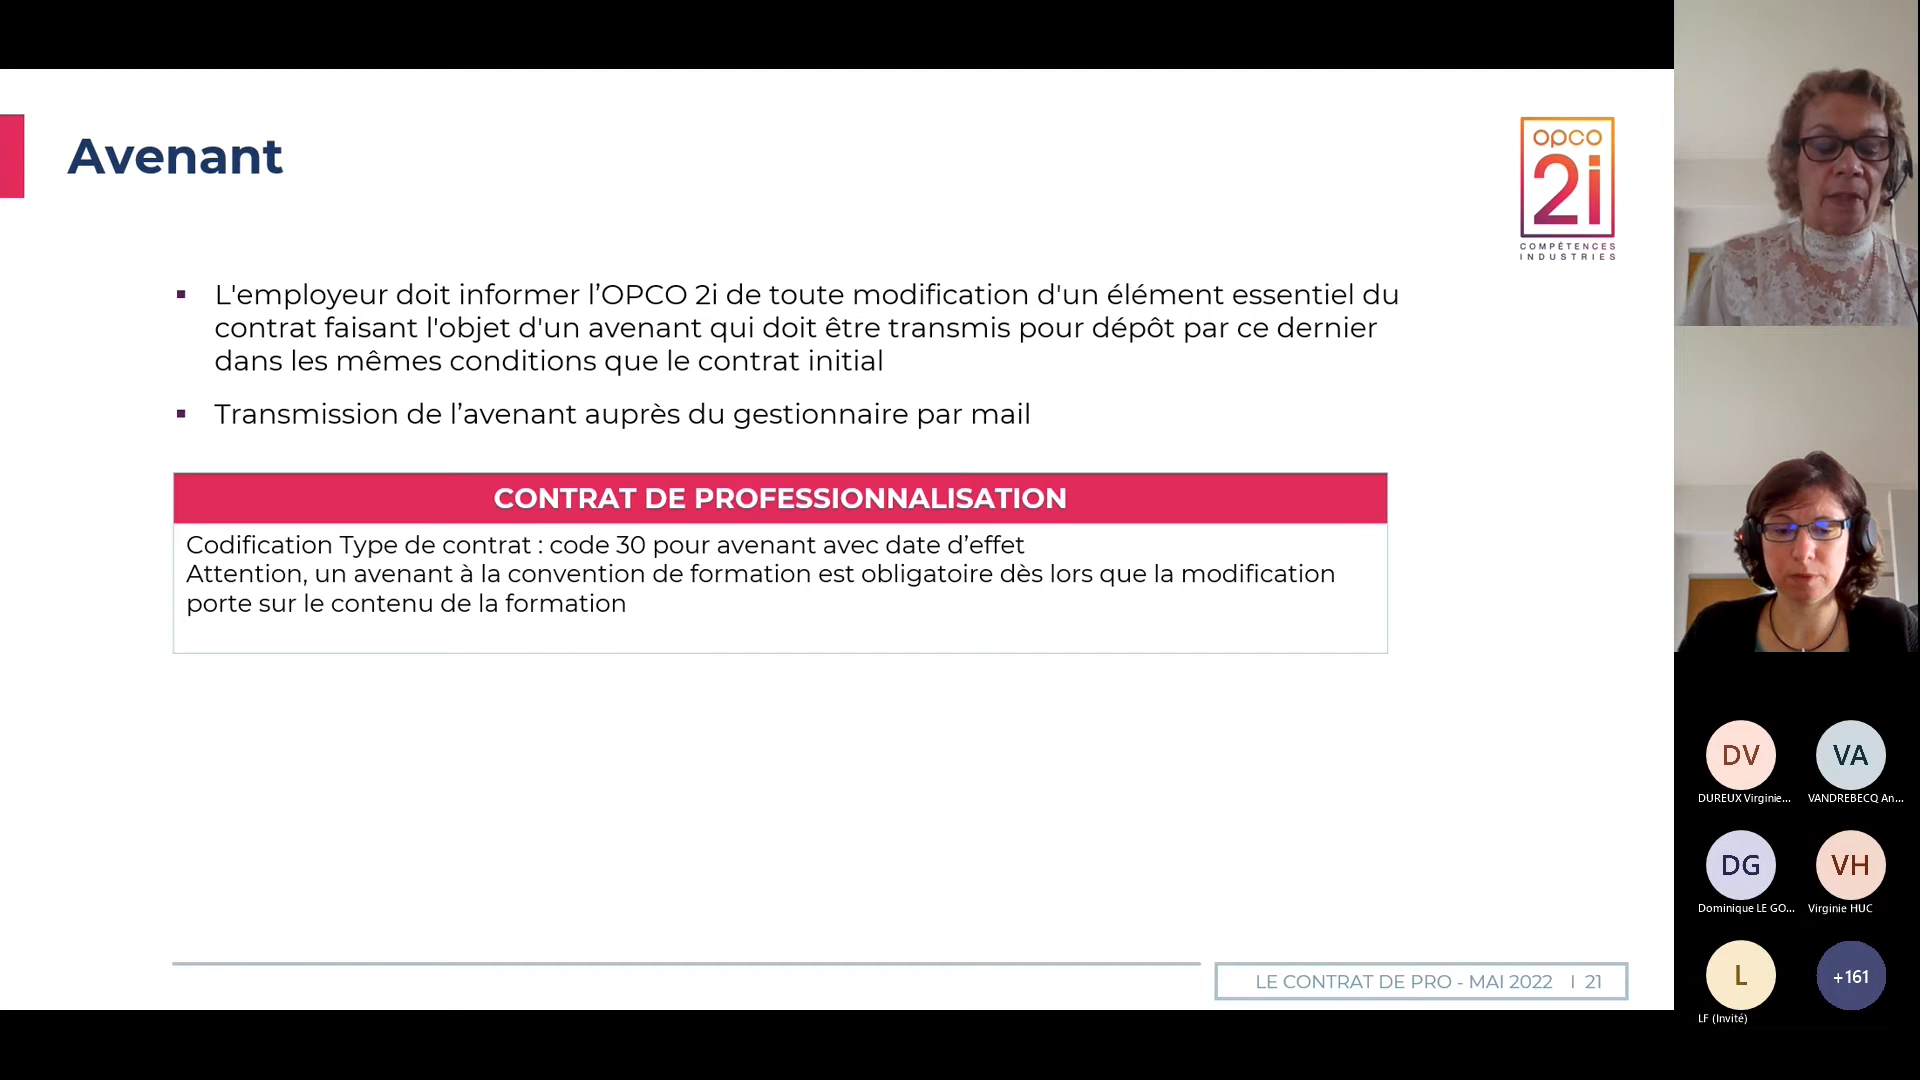 Avenant
opco
2i
COMPÉTENCES
INDUSTRIES
▪ L'employeur doit informer l’OPCO 2i de toute modification d'un élément essentiel du
contrat faisant l'objet d'un avenant qui doit être transmis pour dépôt par ce dernier
dans les mêmes conditions que le contrat initial
▪ Transmission de l’avenant auprès du gestionnaire par mail
CONTRAT DE PROFESSIONNALISATION
Codification Type de contrat : code 30 pour avenant avec date d’effet
Attention, un avenant à la convention de formation est obligatoire dès lors que la modification
porte sur le contenu de la formation
LE CONTRAT DE PRO - MAI 2022 I 21
DV
DUREUX Virginie...
VA
VANDREBECQ An...
DG
Dominique LE GO...
VH
Virginie HUC
L
LF (Invité)
+161